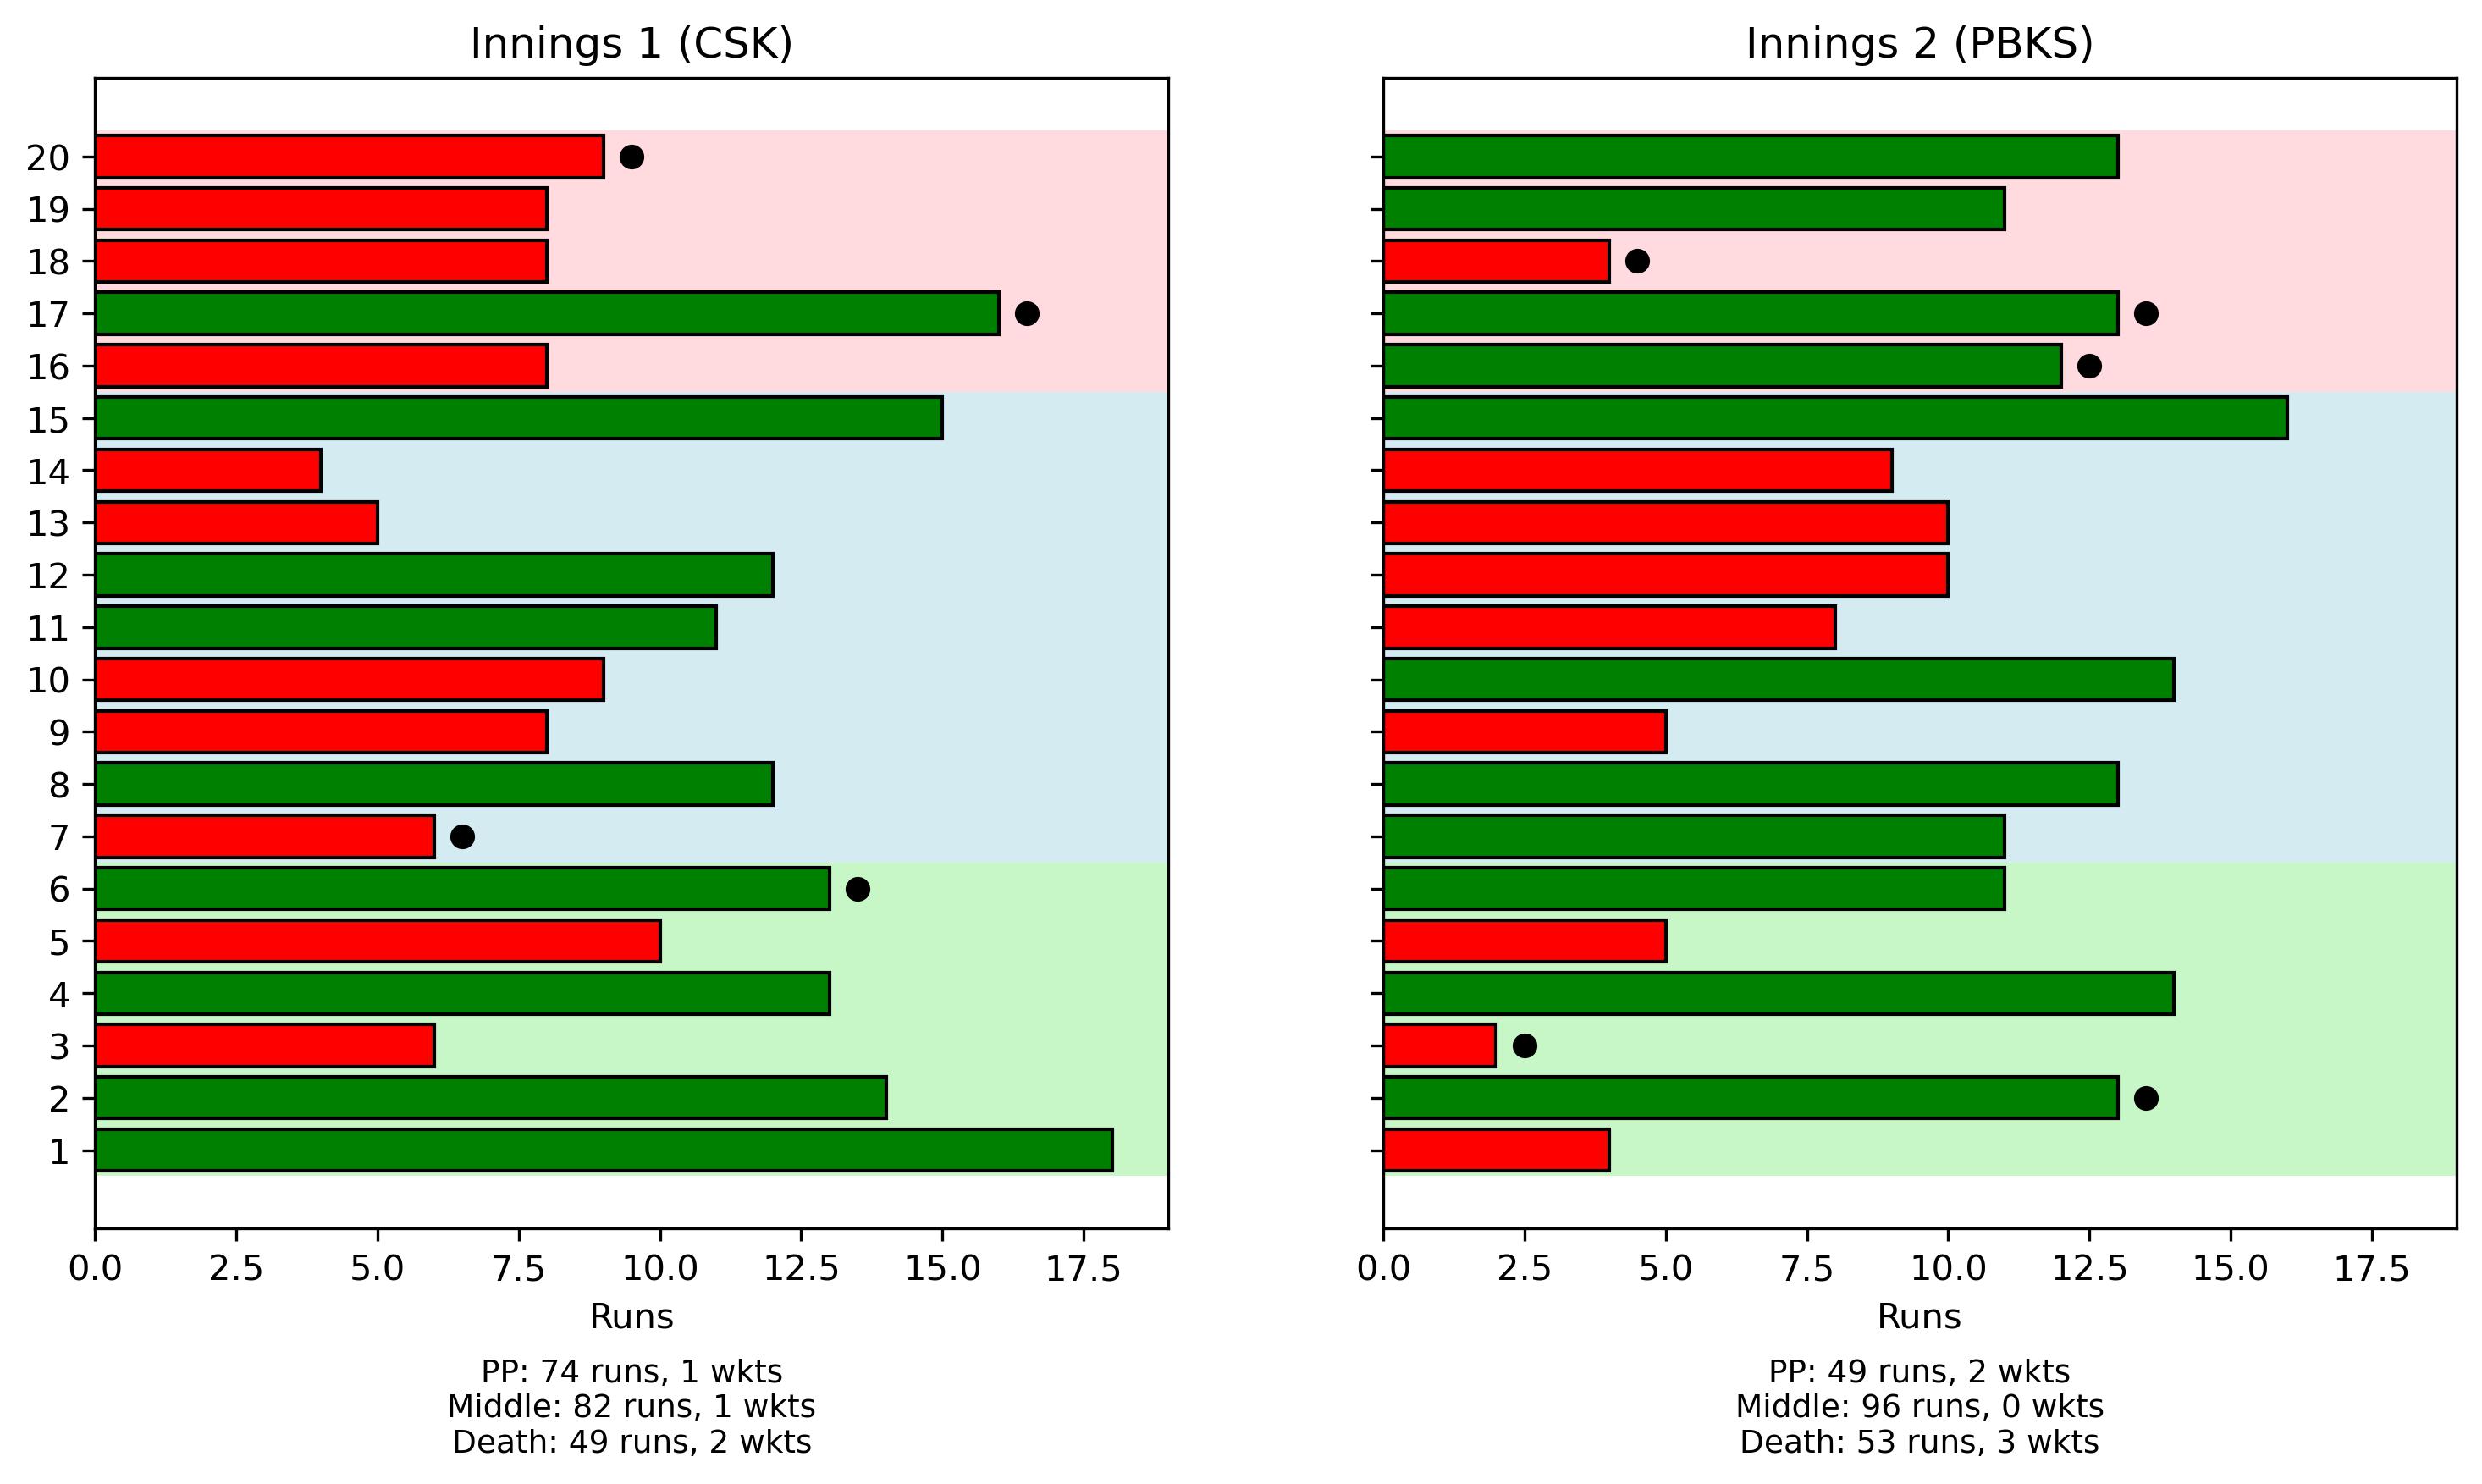 Innings 1 (CSK)
20
19
18
17
16
15
14
13
12
11
10
9
8
7
6
5
4
3
2
1
0.0 2.5 5.0 7.5 10.0 12.5 15.0 17.5
Runs
PP: 74 runs, 1 wkts
Middle: 82 runs, 1 wkts
Death: 49 runs, 2 wkts
Innings 2 (PBKS)
0.0 2.5 5.0 7.5 10.0 12.5 15.0 17.5
Runs
PP: 49 runs, 2 wkts
Middle: 96 runs, 0 wkts
Death: 53 runs, 3 wkts